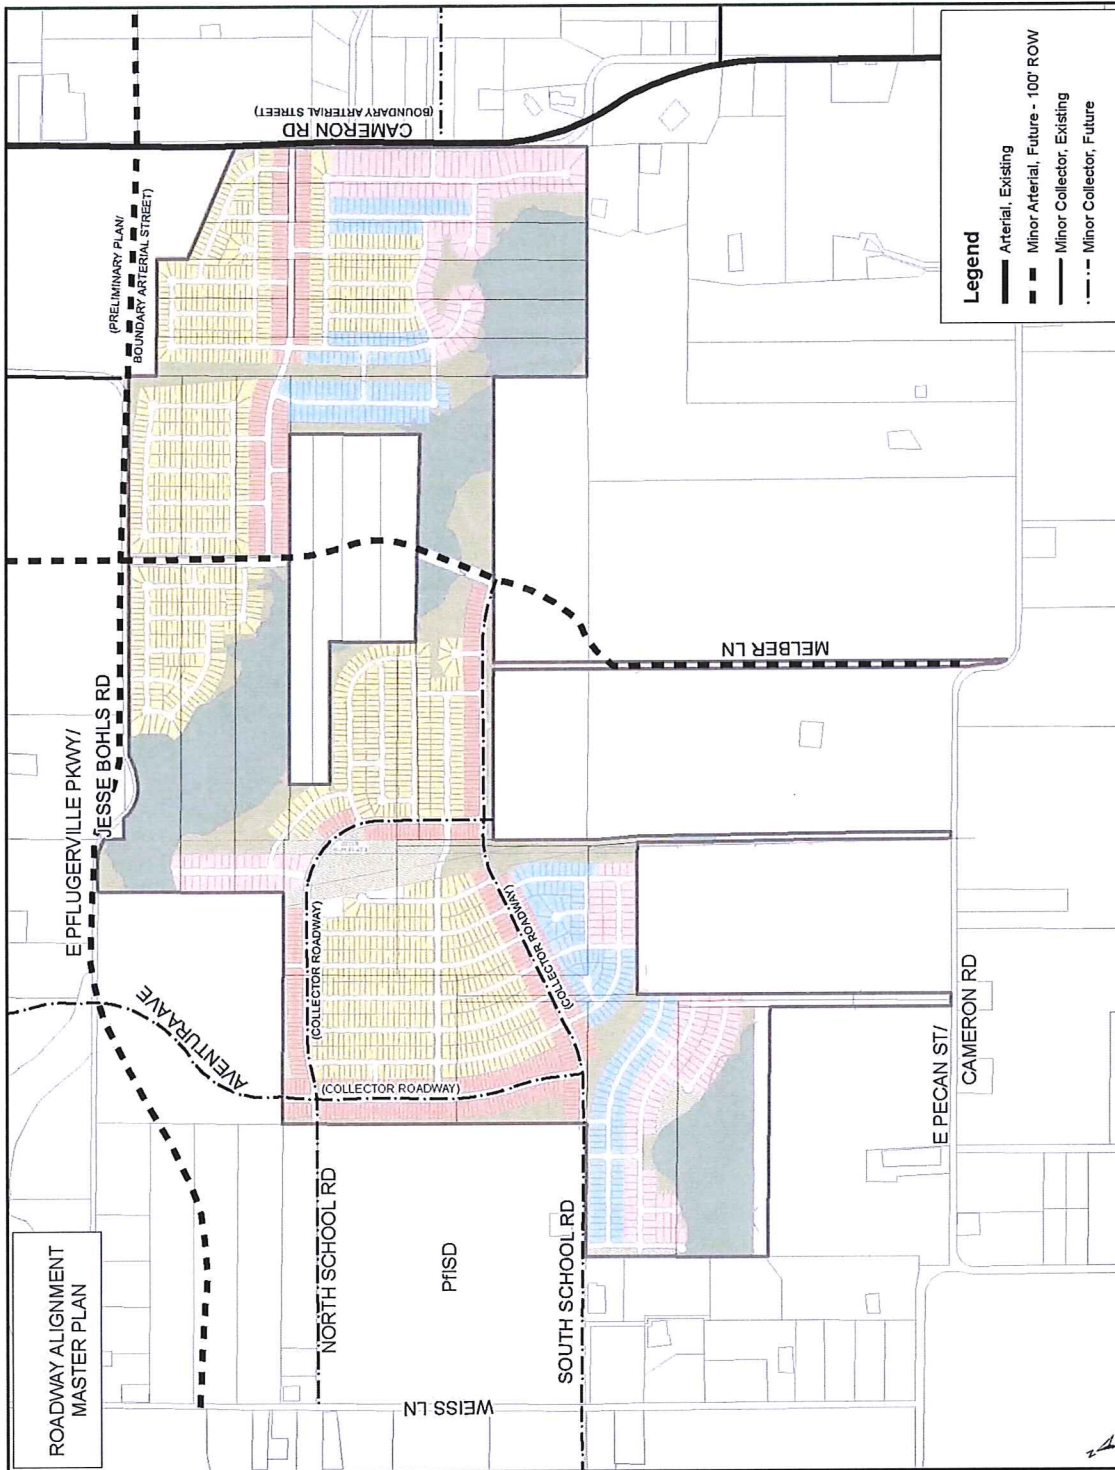 ROADWAY ALIGNMENT
MASTER PLAN
E PFLUGERVILLE PKWY/
JESSE BOHLS RD
(PRELIMINARY PLAN/
BOUNDARY ARTERIAL STREET)
CAMERON RD
(BOUNDARY ARTERIAL STREET)
AVENTURA AVE
(COLLECTOR ROADWAY)
(COLLECTOR ROADWAY)
(COLLECTOR ROADWAY)
NORTH SCHOOL RD
PfISD
SOUTH SCHOOL RD
WEISS LN
MELBER LN
E PECAN ST/
CAMERON RD
Legend
Arterial, Existing
Minor Arterial, Future - 100' ROW
Minor Collector, Existing
Minor Collector, Future